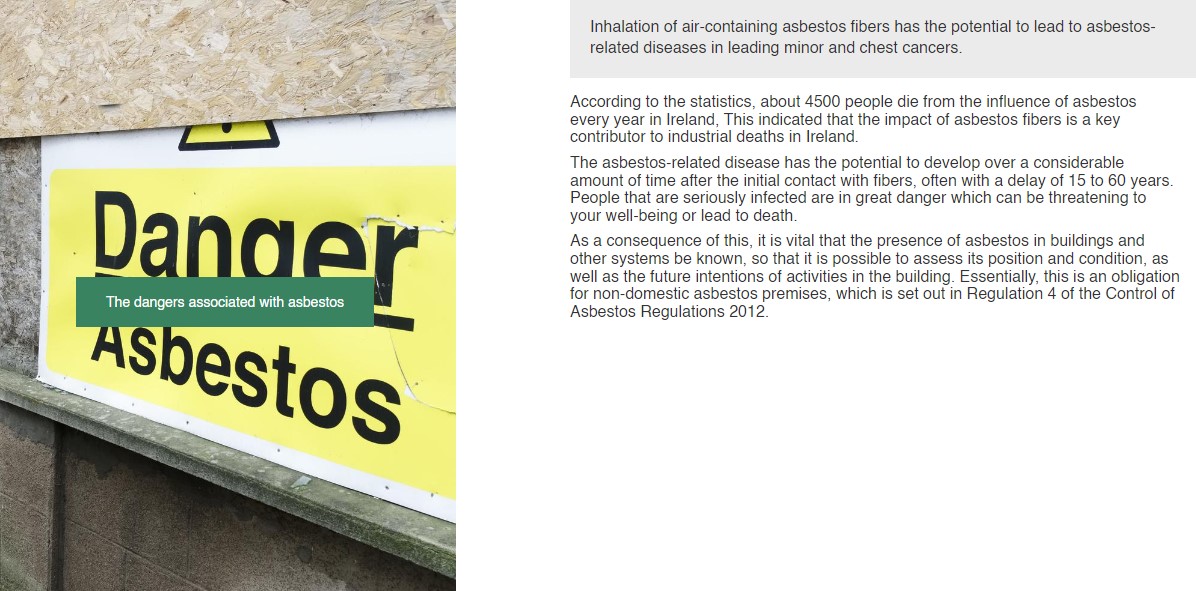 Danger
The dangers associated with asbestos
Asbestos
Inhalation of air-containing asbestos fibers has the potential to lead to asbestos-
related diseases in leading minor and chest cancers.
According to the statistics, about 4500 people die from the influence of asbestos
every year in Ireland, This indicated that the impact of asbestos fibers is a key
contributor to industrial deaths in Ireland.
The asbestos-related disease has the potential to develop over a considerable
amount of time after the initial contact with fibers, often with a delay of 15 to 60 years.
People that are seriously infected are in great danger which can be threatening to
your well-being or lead to death.
As a consequence of this, it is vital that the presence of asbestos in buildings and
other systems be known, so that it is possible to assess its position and condition, as
well as the future intentions of activities in the building. Essentially, this is an obligation
for non-domestic asbestos premises, which is set out in Regulation 4 of the Control of
Asbestos Regulations 2012.